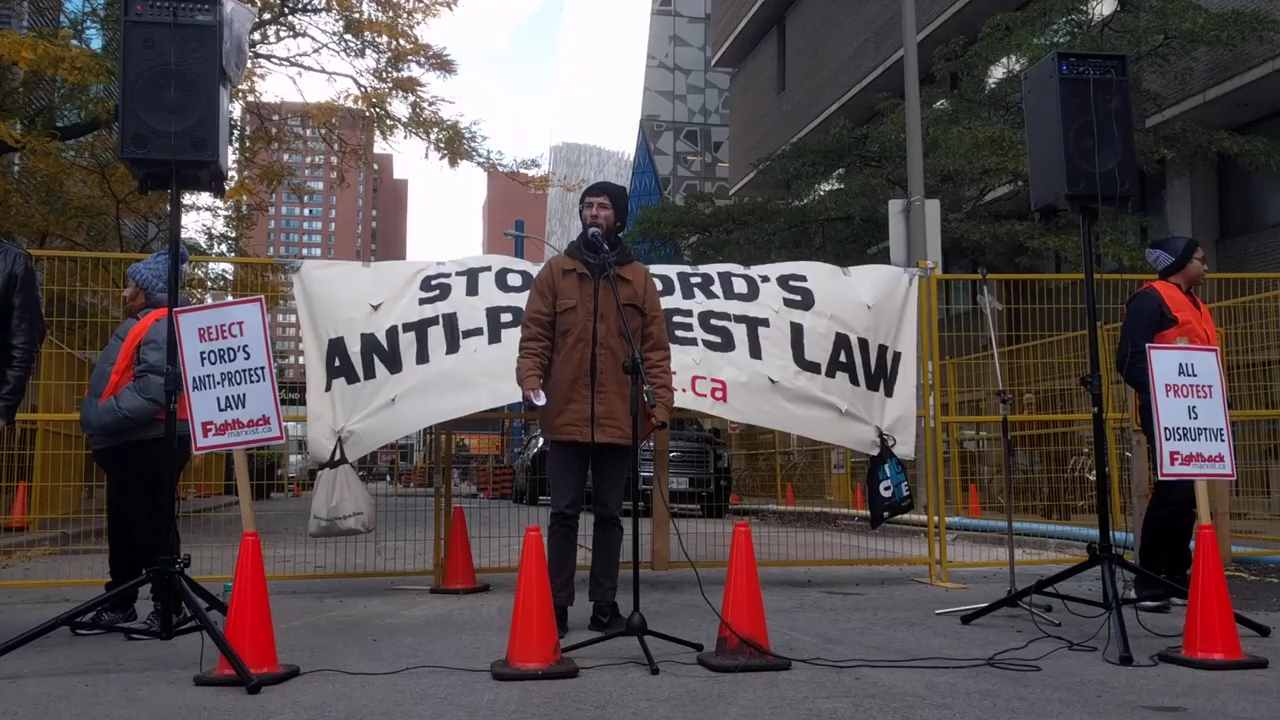 STO ORD'S
ANTI-P EST LAW
.ca
REJECT
FORD'S
ANTI-PROTEST
LAW
Fightback
marxist.ca
ALL
PROTEST
IS
DISRUPTIVE
Fightback
marxist.ca